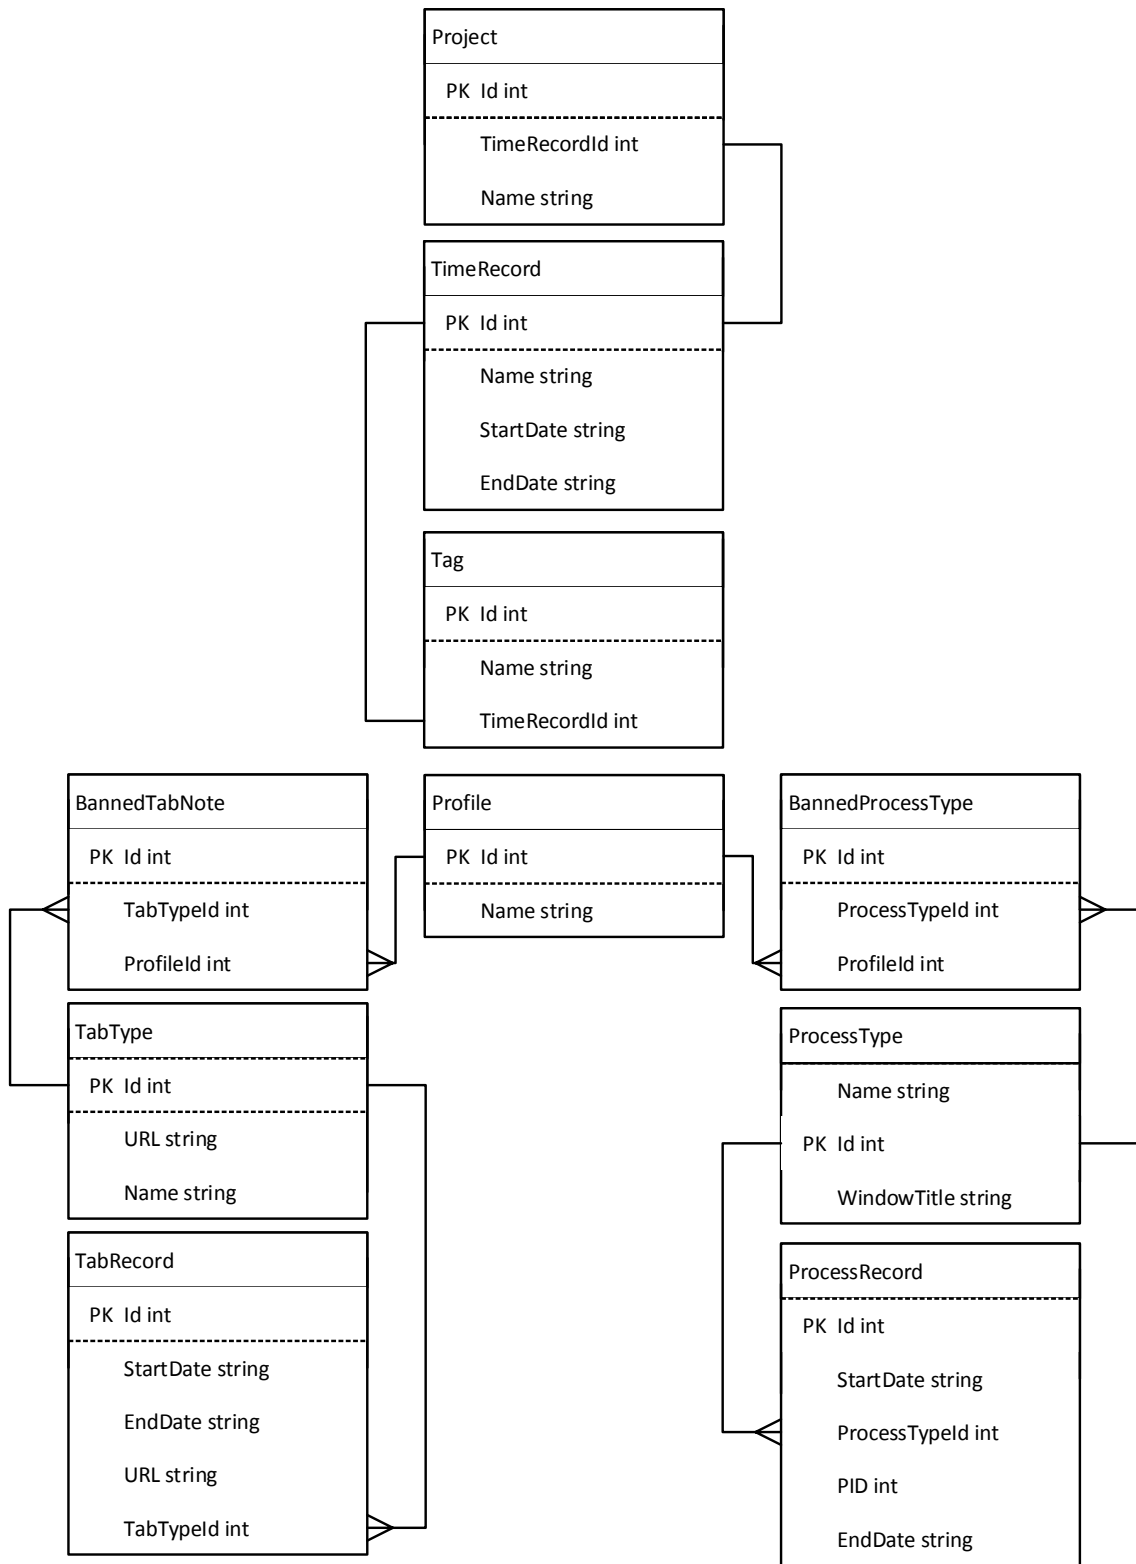 Project
PK Id int
TimeRecordId int
Name string
TimeRecord
PK Id int
Name string
StartDate string
EndDate string
Tag
PK Id int
Name string
TimeRecordId int
BannedTabNote
PK Id int
TabTypeId int
ProfileId int
Profile
PK Id int
Name string
BannedProcessType
PK Id int
ProcessTypeId int
ProfileId int
TabType
PK Id int
URL string
Name string
ProcessType
Name string
PK Id int
WindowTitle string
TabRecord
PK Id int
StartDate string
EndDate string
URL string
TabTypeId int
ProcessRecord
PK Id int
StartDate string
ProcessTypeId int
PID int
EndDate string